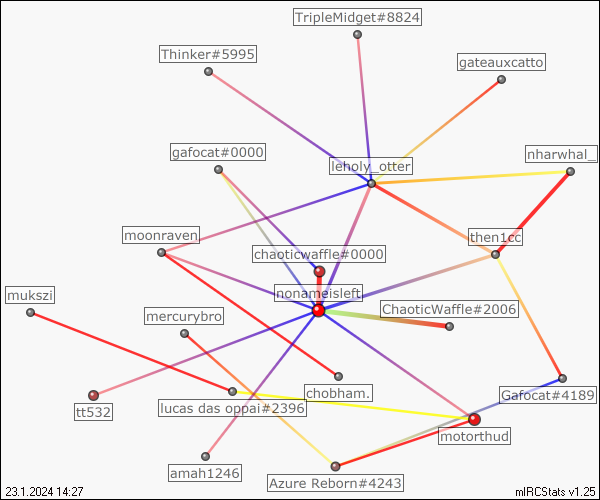 TripleMidget#8824
Thinker#5995
gateauxcatto
gafocat#0000
leholy_otter
nharwhal_
moonraven
then1cc
chaoticwaffle#0000
mukszi
nonameisleft
mercurybro
ChaoticWaffle#2006
chobham.
Gafocat#4189
tt532
lucas das oppai#2396
motorthud
amah1246
Azure Reborn#4243
23.1.2024 14:27
mIRCStats v1.25